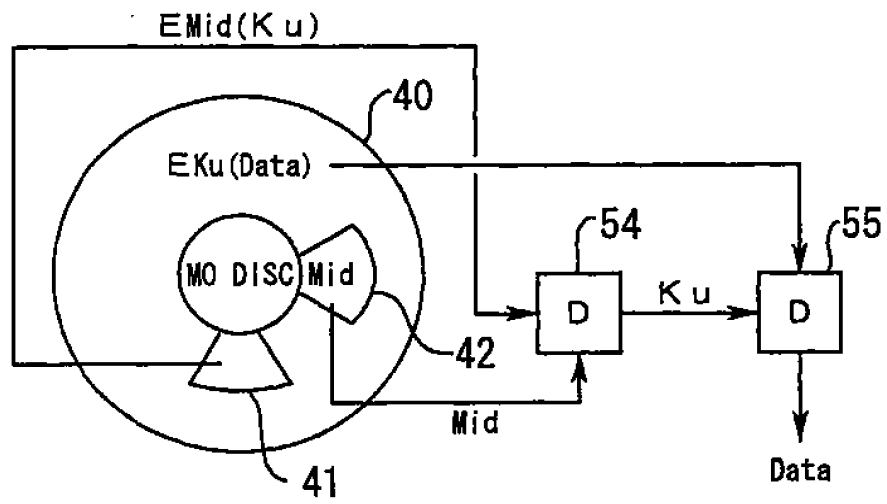 EMid(Ku)
40
EKu(Data)
54
55
MO DISC
Mid
D
Ku
D
42
Mid
41
Data